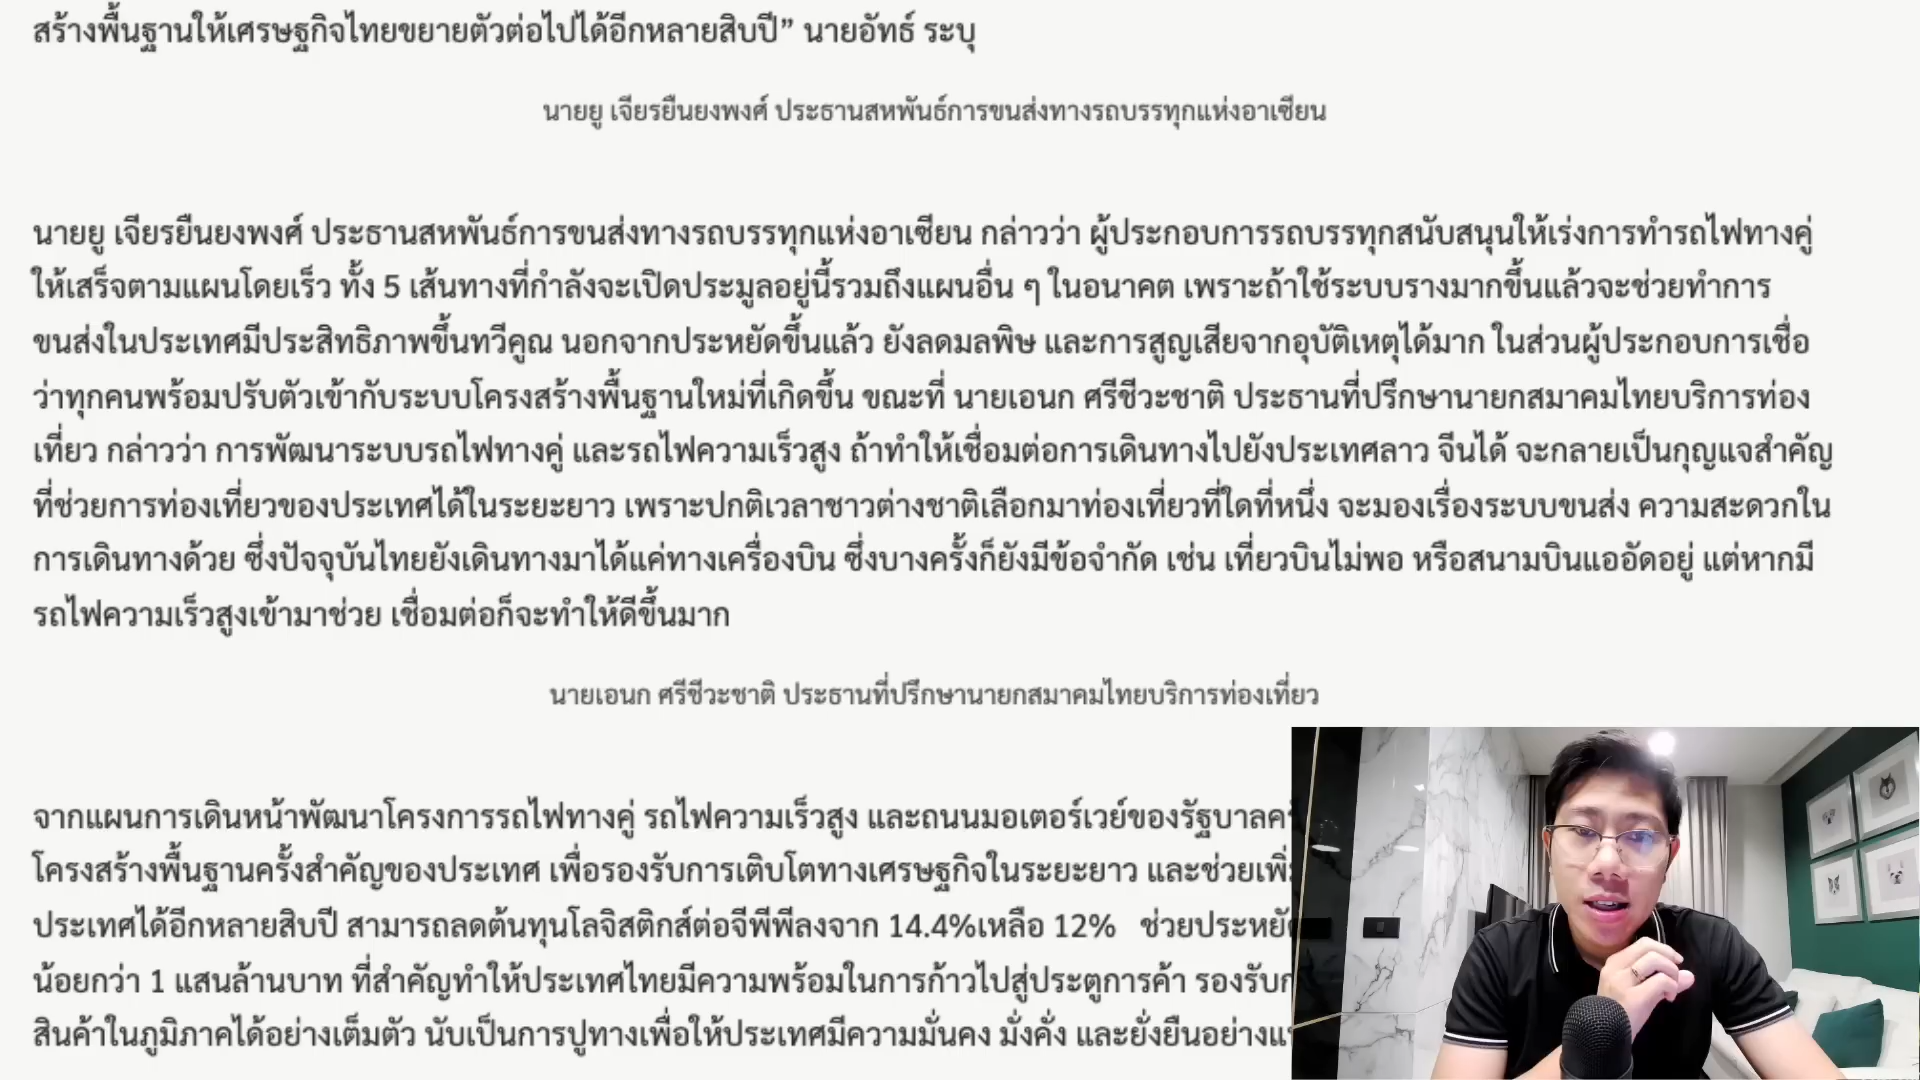 สร้างพื้นฐานให้เศรษฐกิจไทยขยายตัวต่อไปได้อีกหลายสิบปี” นายอัทธ์ ระบุ
นายยู เจียรยืนยงพงศ์ ประธานสหพันธ์การขนส่งทางรถบรรทุกแห่งอาเซียน
นายยู เจียรยืนยงพงศ์ ประธานสหพันธ์การขนส่งทางรถบรรทุกแห่งอาเซียน กล่าวว่า ผู้ประกอบการรถบรรทุกสนับสนุนให้เร่งการทำรถไฟทางคู่
ให้เสร็จตามแผนโดยเร็ว ทั้ง 5 เส้นทางที่กำลังจะเปิดประมูลอยู่นี้รวมถึงแผนอื่น ๆ ในอนาคต เพราะถ้าใช้ระบบรางมากขึ้นแล้วจะช่วยทำการ
ขนส่งในประเทศมีประสิทธิภาพขึ้นทวีคูณ นอกจากประหยัดขึ้นแล้ว ยังลดมลพิษ และการสูญเสียจากอุบัติเหตุได้มาก ในส่วนผู้ประกอบการเชื่อ
ว่าทุกคนพร้อมปรับตัวเข้ากับระบบโครงสร้างพื้นฐานใหม่ที่เกิดขึ้น ขณะที่ นายเอนก ศรีชีวะชาติ ประธานที่ปรึกษานายกสมาคมไทยบริการท่อง
เที่ยว กล่าวว่า การพัฒนาระบบรถไฟทางคู่ และรถไฟความเร็วสูง ถ้าทำให้เชื่อมต่อการเดินทางไปยังประเทศลาว จีนได้ จะกลายเป็นกุญแจสำคัญ
ที่ช่วยการท่องเที่ยวของประเทศได้ในระยะยาว เพราะปกติเวลาชาวต่างชาติเลือกมาท่องเที่ยวที่ใดที่หนึ่ง จะมองเรื่องระบบขนส่ง ความสะดวกใน
การเดินทางด้วย ซึ่งปัจจุบันไทยยังเดินทางมาได้แค่ทางเครื่องบิน ซึ่งบางครั้งก็ยังมีข้อจำกัด เช่น เที่ยวบินไม่พอ หรือสนามบินแออัดอยู่ แต่หากมี
รถไฟความเร็วสูงเข้ามาช่วย เชื่อมต่อก็จะทำให้ดีขึ้นมาก
นายเอนก ศรีชีวะชาติ ประธานที่ปรึกษานายกสมาคมไทยบริการท่องเที่ยว
จากแผนการเดินหน้าพัฒนาโครงการรถไฟทางคู่ รถไฟความเร็วสูง และถนนมอเตอร์เวย์ของรัฐบาล
โครงสร้างพื้นฐานครั้งสำคัญของประเทศ เพื่อรองรับการเติบโตทางเศรษฐกิจในระยะยาว และช่วย
ประเทศได้อีกหลายสิบปี สามารถลดต้นทุนโลจิสติกส์ต่อจีพีพีลงจาก 14.4%เหลือ 12% ช่วย
น้อยกว่า 1 แสนล้านบาท ที่สำคัญทำให้ประเทศไทยมีความพร้อมในการก้าวไปสู่ประตูการค้า รองรับ
สินค้าในภูมิภาคได้อย่างเต็มตัว นับเป็นการปูทางเพื่อให้ประเทศมีความมั่นคง มั่งคั่ง และยั่งยืนอย่าง